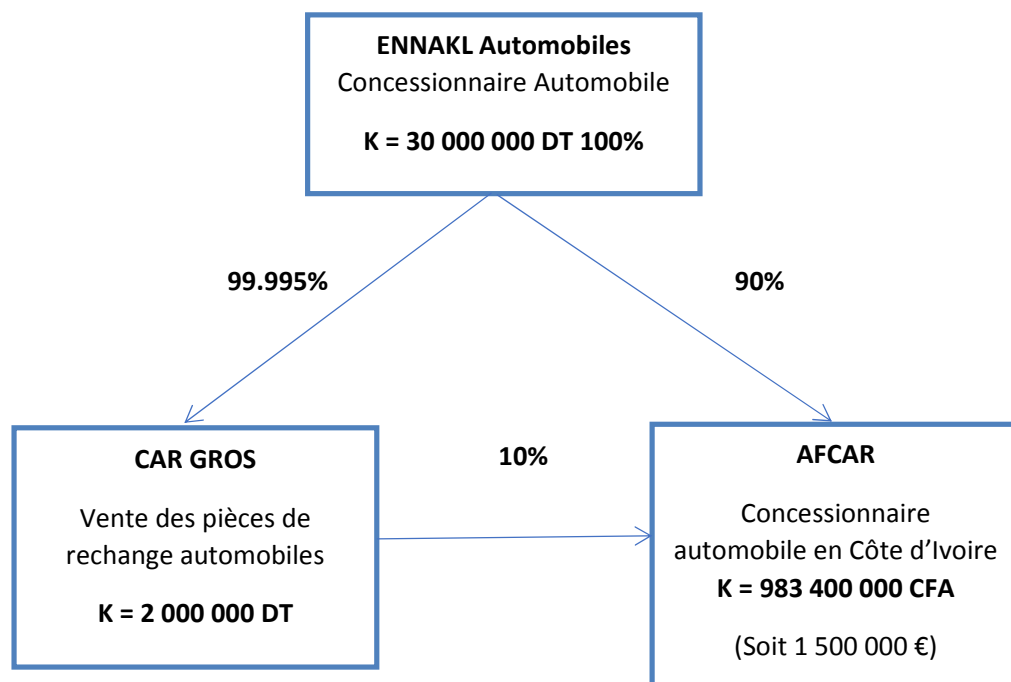 ENNAKL Automobiles
Concessionnaire Automobile
K = 30 000 000 DT 100%
99.995%
90%
CAR GROS
Vente des pièces de
rechange automobiles
K = 2 000 000 DT
10%
AFCAR
Concessionnaire
automobile en Côte d’Ivoire
K = 983 400 000 CFA
(Soit 1 500 000 €)